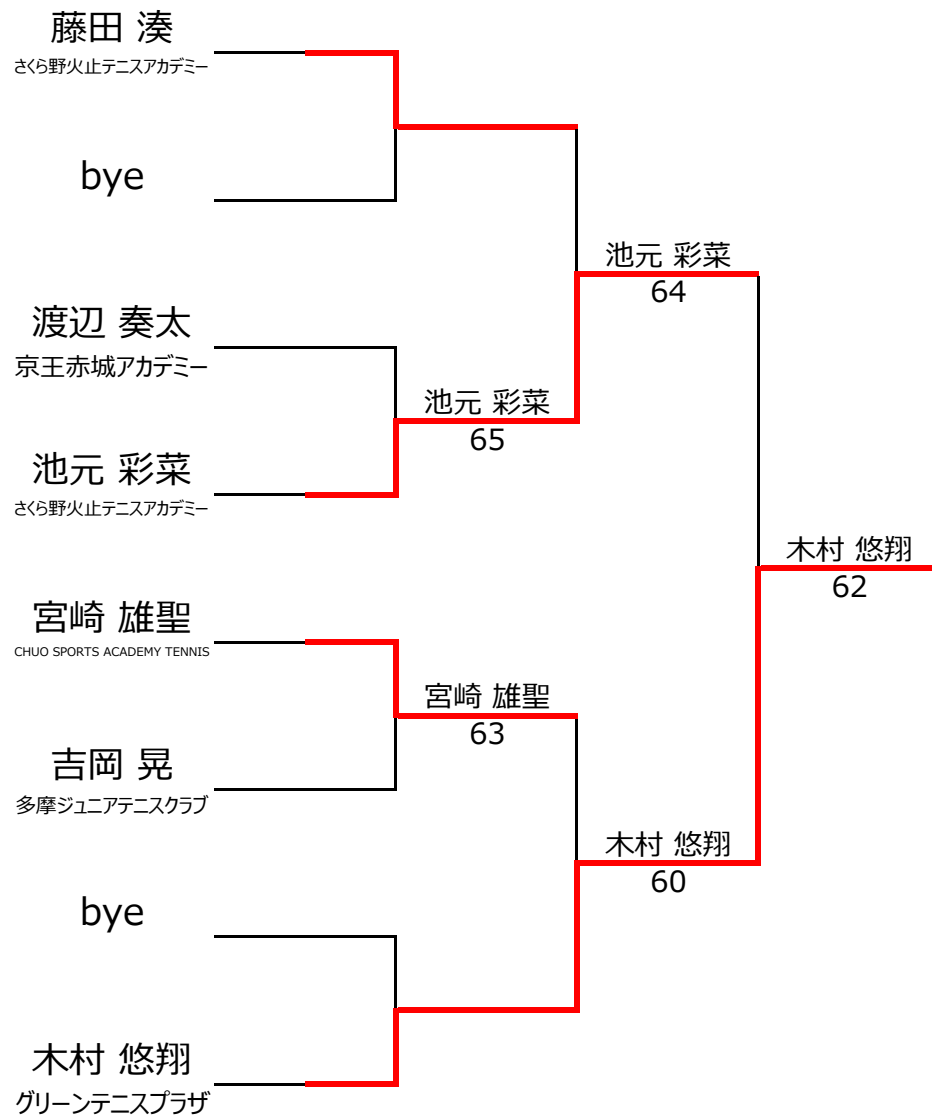 藤田 湊
さくら野火止テニスアカデミー
bye
渡辺 奏太
京王赤城アカデミー
池元 彩菜
さくら野火止テニスアカデミー
宮崎 雄聖
CHUO SPORTS ACADEMY TENNIS
吉岡 晃
多摩ジュニアテニスクラブ
bye
木村 悠翔
グリーンテニスプラザ
池元 彩菜
65
宮崎 雄聖
63
池元 彩菜
64
木村 悠翔
60
木村 悠翔
62